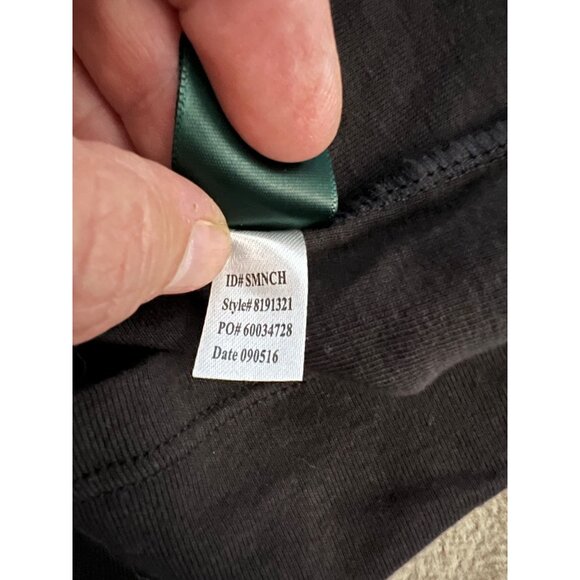 ID# SMNCH
Style# 8191321
PO# 60034728
Date 090516